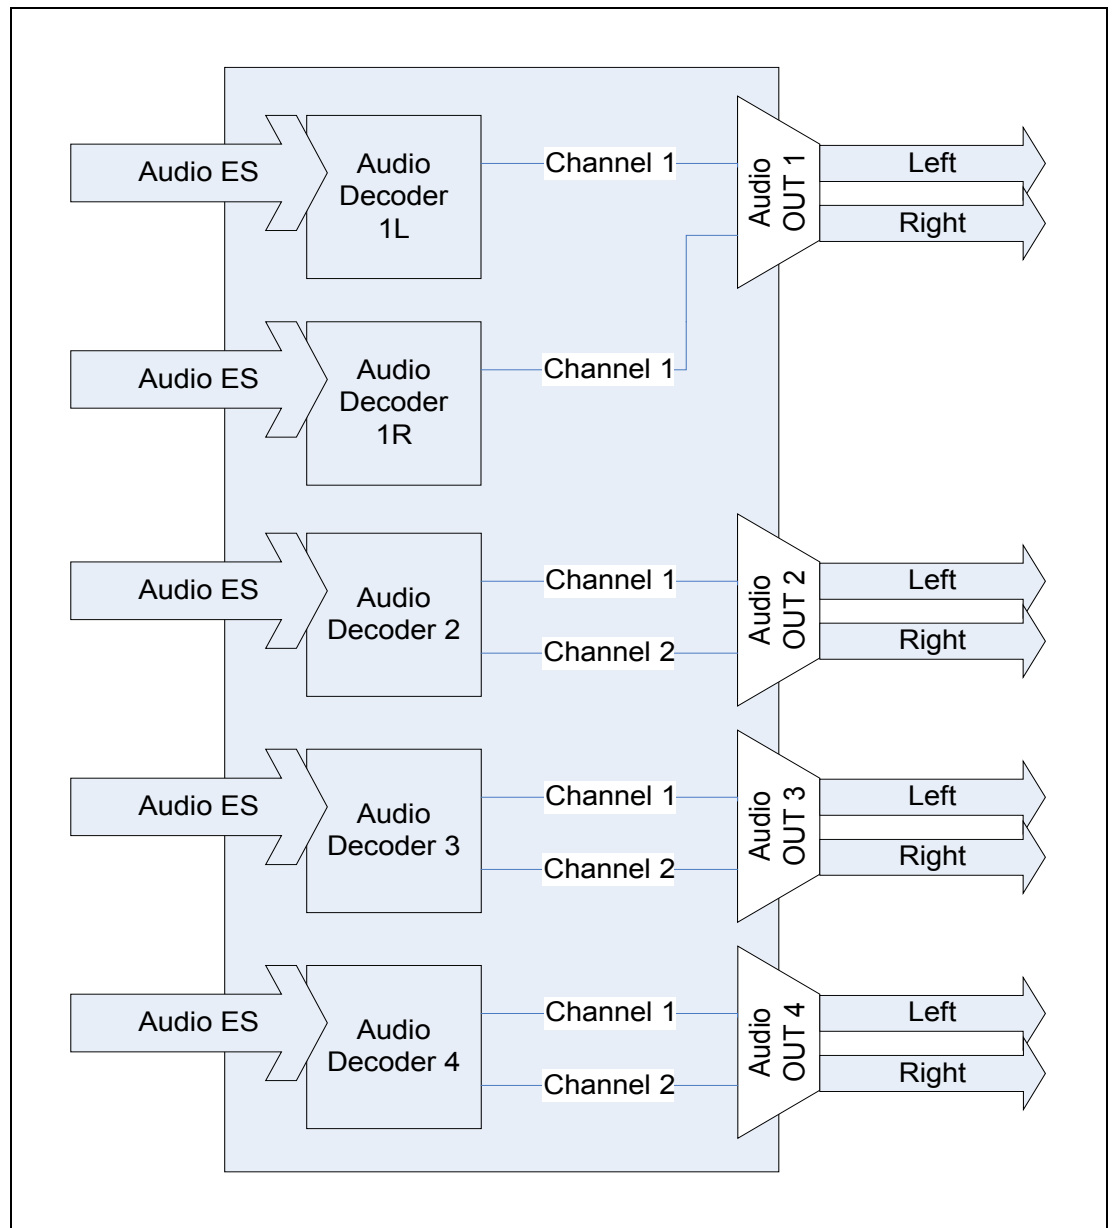 Audio ES
Audio
Decoder
1L
Channel 1
Audio
OUT 1
Left
Right
Audio ES
Audio
Decoder
1R
Channel 1
Audio ES
Audio
Decoder 2
Channel 1
Channel 2
Audio
OUT 2
Left
Right
Audio ES
Audio
Decoder 3
Channel 1
Channel 2
Audio
OUT 3
Left
Right
Audio ES
Audio
Decoder 4
Channel 1
Channel 2
Audio
OUT 4
Left
Right